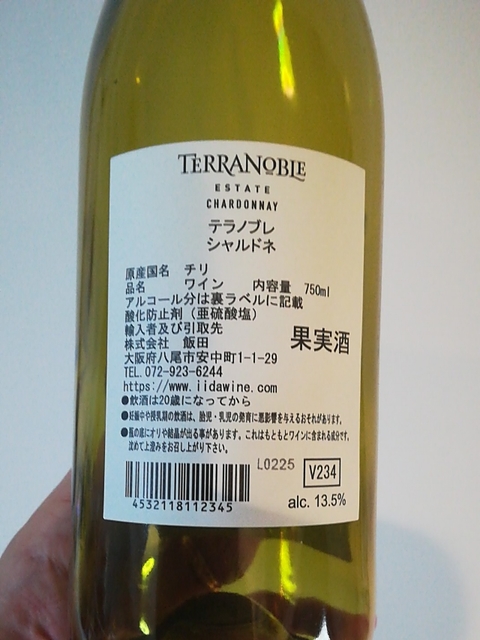 TERRANOBLE
ESTATE
CHARDONNAY
テラノブレ
シャルドネ
原産国名 チリ
品名 ワイン 内容量 750ml
アルコール分は裏ラベルに記載
酸化防止剤(亜硫酸塩)
輸入者及び引取先
株式会社 飯田
大阪府八尾市安中町1-1-29
TEL.072-923-6244
https://www.iidawine.com
果実酒
●飲酒は20歳になってから
●妊娠中や授乳期の飲酒は、胎児・乳児の発育に悪影響を与えるおそれがあります。
●瓶の底にオリや結晶が出る事があります。これはもともとワインに含まれる成分です。
沈めて上澄みをお召し上がり下さい。
L0225
V234
4532118112345
alc. 13.5%